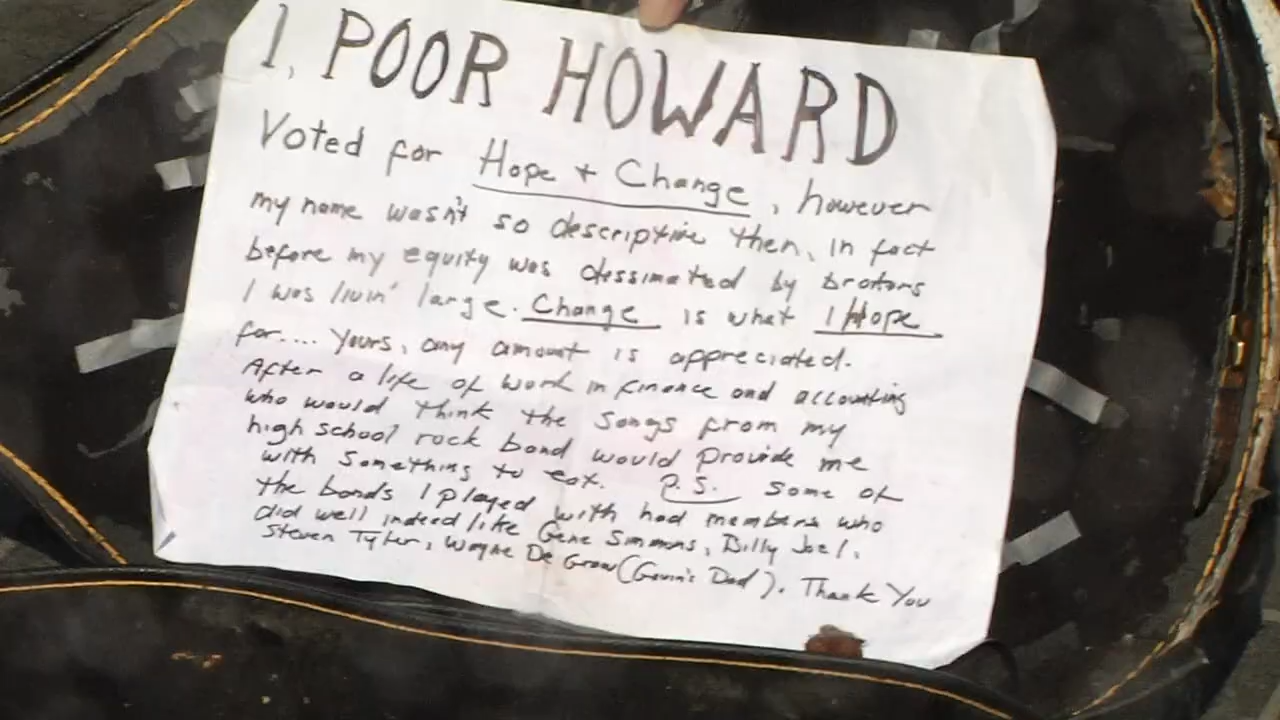 I, POOR HOWARD
Voted for Hope + Change, however
my name wasn't so descriptive then, in fact
before my equity was dessimated by brokers
I was livin' large. Change is what I Hope
for.... Yours, any amount is appreciated.
After a life of work in finance and accounting
who would think the songs from my
high school rock band would provide me
with something to eat. P.S. some of
the bands I played with had members who
did well indeed like Gene Simmons, Billy Joel,
Steven Tyler, Wayne De Graw (Gavin's Dad). Thank You